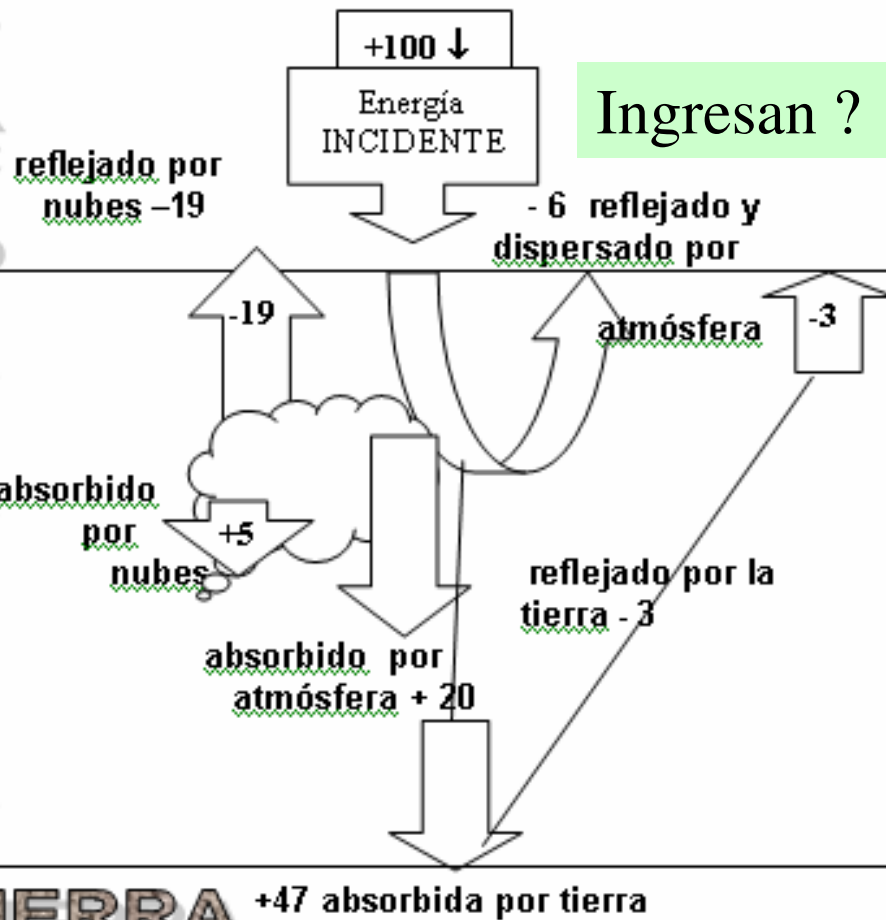 +100 ↓
Energía
INCIDENTE
Ingresan ?
reflejado por
nubes –19
- 6 reflejado y
dispersado por
atmósfera
-19
-3
absorbido
por
nubes
+5
reflejado por la
tierra - 3
absorbido por
atmósfera + 20
+47 absorbida por tierra